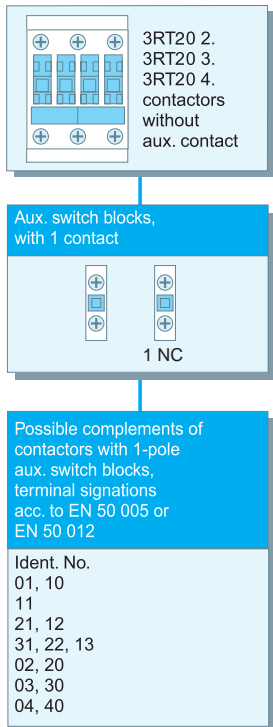 3RT20 2.
3RT20 3.
3RT20 4.
contactors
without
aux. contact
Aux. switch blocks,
with 1 contact
1 NC
Possible complements of
contactors with 1-pole
aux. switch blocks,
terminal signations
acc. to EN 50 005 or
EN 50 012
Ident. No.
01, 10
11
21, 12
31, 22, 13
02, 20
03, 30
04, 40